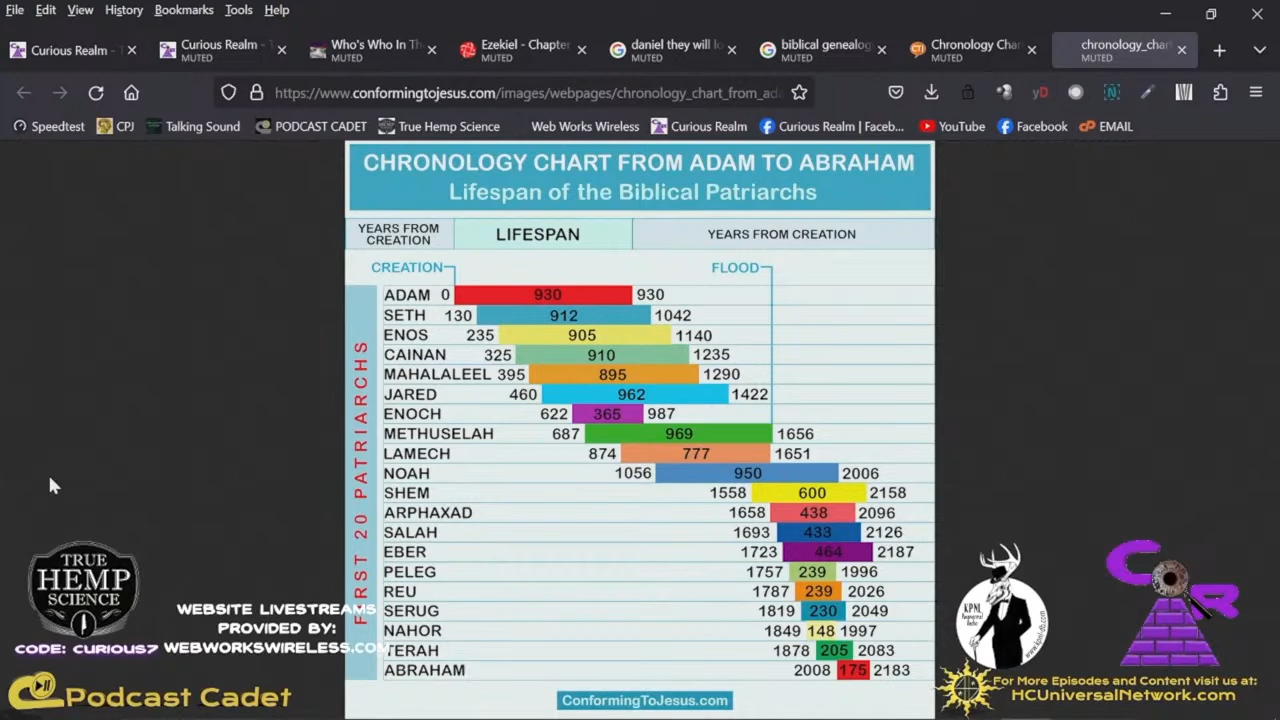 File Edit View History Bookmarks Tools Help
Curious Realm - T
MUTED
Curious Realm - T
MUTED
Who's Who In Th
MUTED
Ezekiel - Chapter
MUTED
daniel they will lo
MUTED
biblical genealog
MUTED
Chronology Char
MUTED
chronology_chart
MUTED
https://www.conformingtojesus.com/images/webpages/chronology_chart_from_ad
Speedtest CPJ Talking Sound PODCAST CADET True Hemp Science Web Works Wireless Curious Realm Curious Realm | Faceb... YouTube Facebook EMAIL
CHRONOLOGY CHART FROM ADAM TO ABRAHAM
Lifespan of the Biblical Patriarchs
YEARS FROM CREATION LIFESPAN YEARS FROM CREATION
CREATION FLOOD
FIRST 20 PATRIARCHS
ADAM 0 930 930
SETH 130 912 1042
ENOS 235 905 1140
CAINAN 325 910 1235
MAHALALEEL 395 895 1290
JARED 460 962 1422
ENOCH 622 365 987
METHUSELAH 687 969 1656
LAMECH 874 777 1651
NOAH 1056 950 2006
SHEM 1558 600 2158
ARPHAXAD 1658 438 2096
SALAH 1693 433 2126
EBER 1723 464 2187
PELEG 1757 239 1996
REU 1787 239 2026
SERUG 1819 230 2049
NAHOR 1849 148 1997
TERAH 1878 205 2083
ABRAHAM 2008 175 2183
ConformingToJesus.com
TRUE
HEMP
SCIENCE
CODE: CURIOUS7
WEBSITE LIVESTREAMS
PROVIDED BY:
WEBWORKSWIRELESS.COM
Podcast Cadet
KPNL
CR
For More Episodes and Content visit us at:
HCUniversalNetwork.com